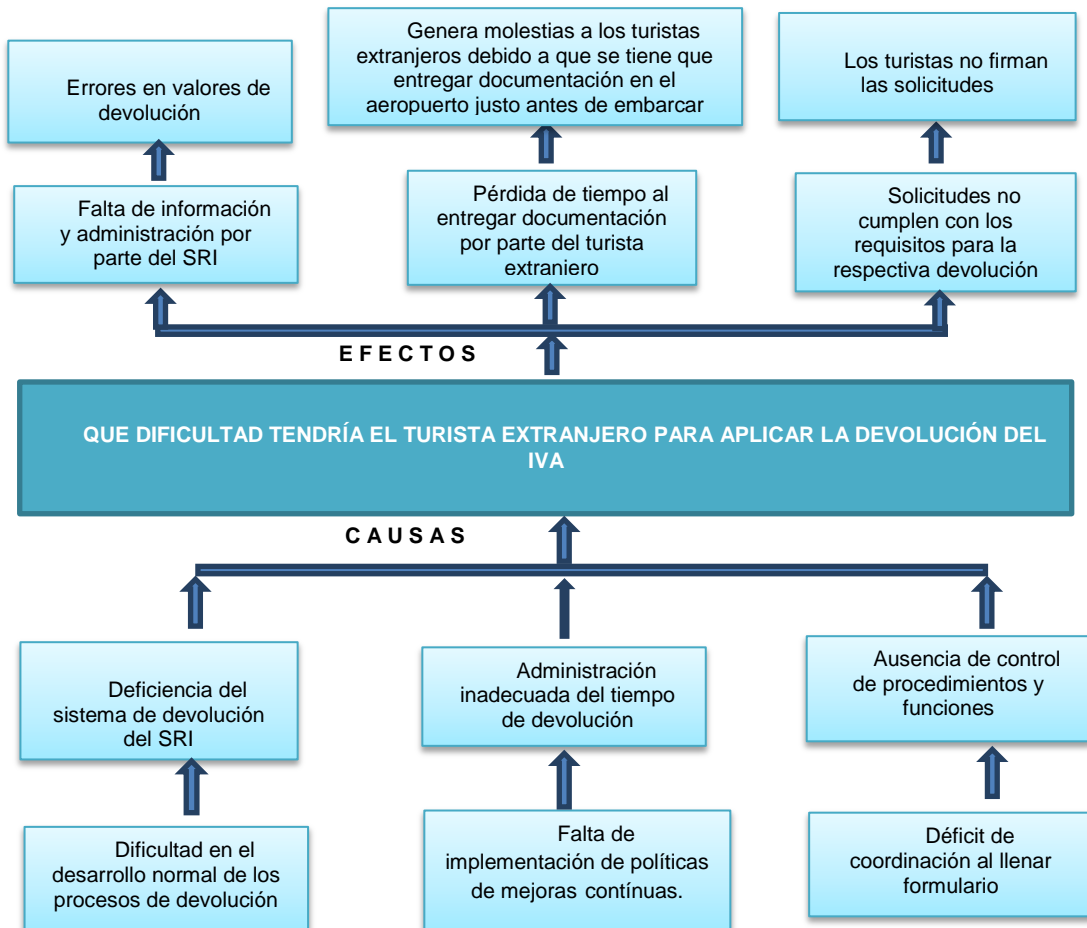 Errores en valores de
devolución
Genera molestias a los turistas
extranjeros debido a que se tiene que
entregar documentación en el
aeropuerto justo antes de embarcar
Los turistas no firman
las solicitudes
Falta de información
y administración por
parte del SRI
Pérdida de tiempo al
entregar documentación
por parte del turista
extraniero
Solicitudes no
cumplen con los
requisitos para la
respectiva devolución
E F E C T O S
QUE DIFICULTAD TENDRÍA EL TURISTA EXTRANJERO PARA APLICAR LA DEVOLUCIÓN DEL
IVA
C A U S A S
Deficiencia del
sistema de devolución
del SRI
Administración
inadecuada del tiempo
de devolución
Ausencia de control
de procedimientos y
funciones
Dificultad en el
desarrollo normal de los
procesos de devolución
Falta de
implementación de políticas
de mejoras contínuas.
Déficit de
coordinación al llenar
formulario